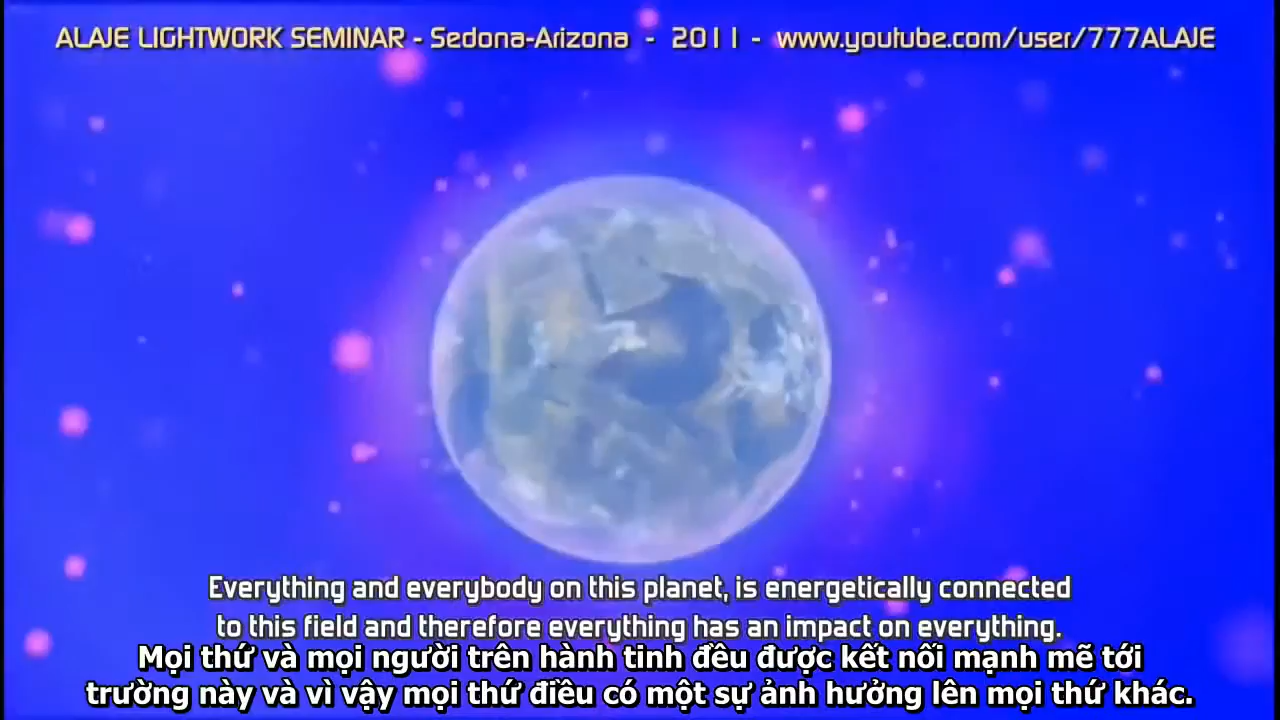 ALAJE LIGHTWORK SEMINAR - Sedona-Arizona - 2011 - www.youtube.com/user/777ALAJE
Everything and everybody on this planet, is energetically connected
to this field and therefore everything has an impact on everything.
Mọi thứ và mọi người trên hành tinh đều được kết nối mạnh mẽ tới
trường này và vì vậy mọi thứ điều có một sự ảnh hưởng lên mọi thứ khác.